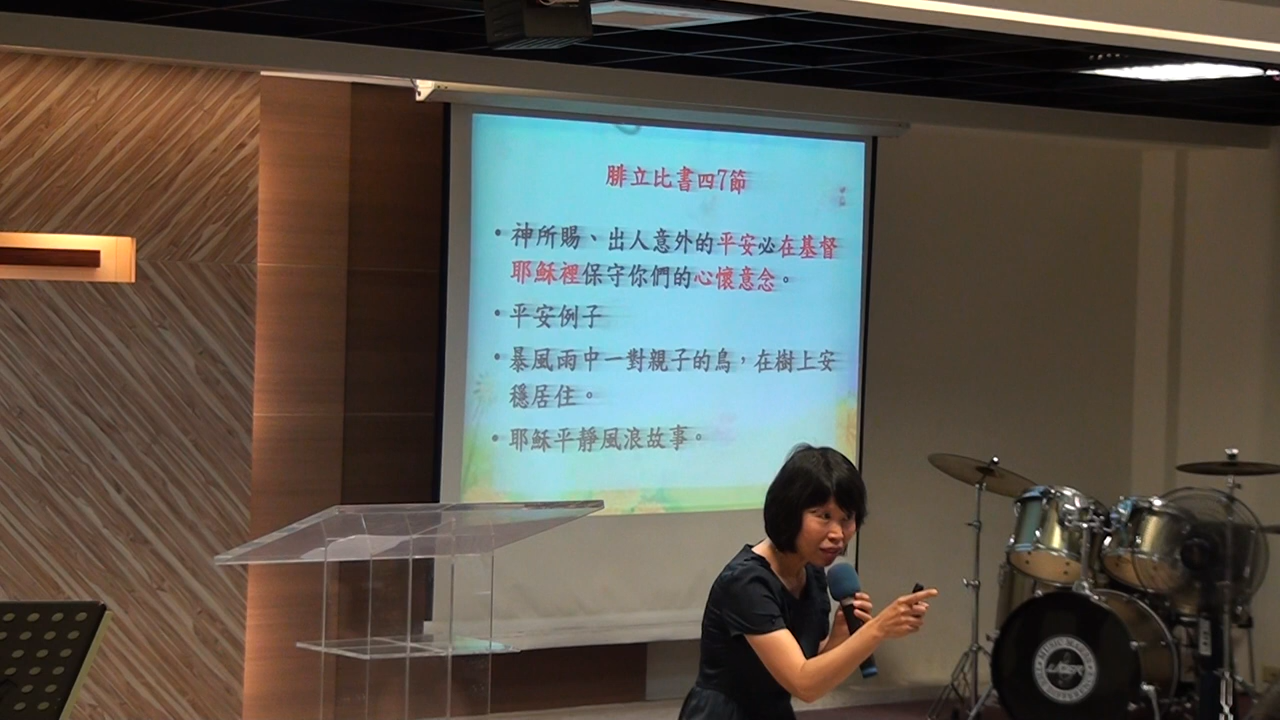 腓立比書四7節
•神所賜、出人意外的平安必在基督
耶穌裡保守你們的心懷意念。
•平安例子
•暴風雨中一對親子的鳥，在樹上安
穩居住。
•耶穌平靜風浪故事。